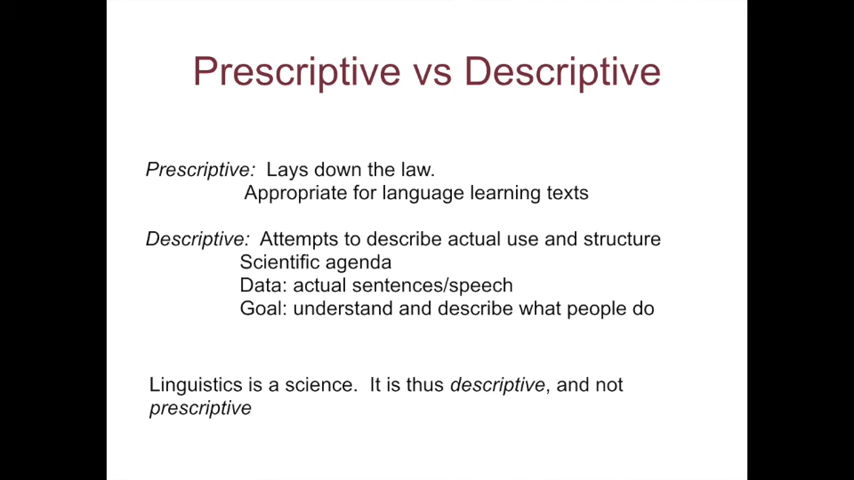 Prescriptive vs Descriptive
Prescriptive: Lays down the law.
Appropriate for language learning texts
Descriptive: Attempts to describe actual use and structure
Scientific agenda
Data: actual sentences/speech
Goal: understand and describe what people do
Linguistics is a science. It is thus descriptive, and not
prescriptive